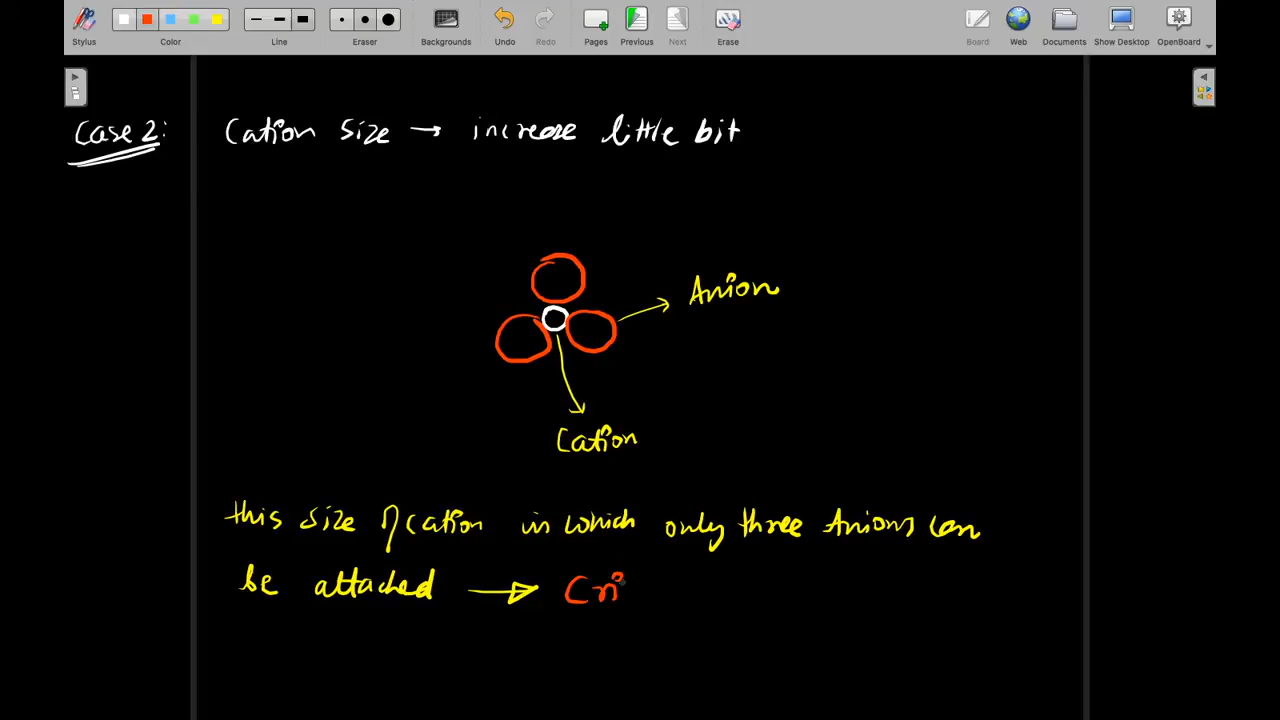 Stylus
Color
Line
Eraser
Backgrounds
Undo
Redo
Pages
Previous
Next
Erase
Board
Web
Documents
Show Desktop
OpenBoard
Case 2:
Cation size → increase little bit
Anion
Cation
this size of cation in which only three Anions can
be attached →